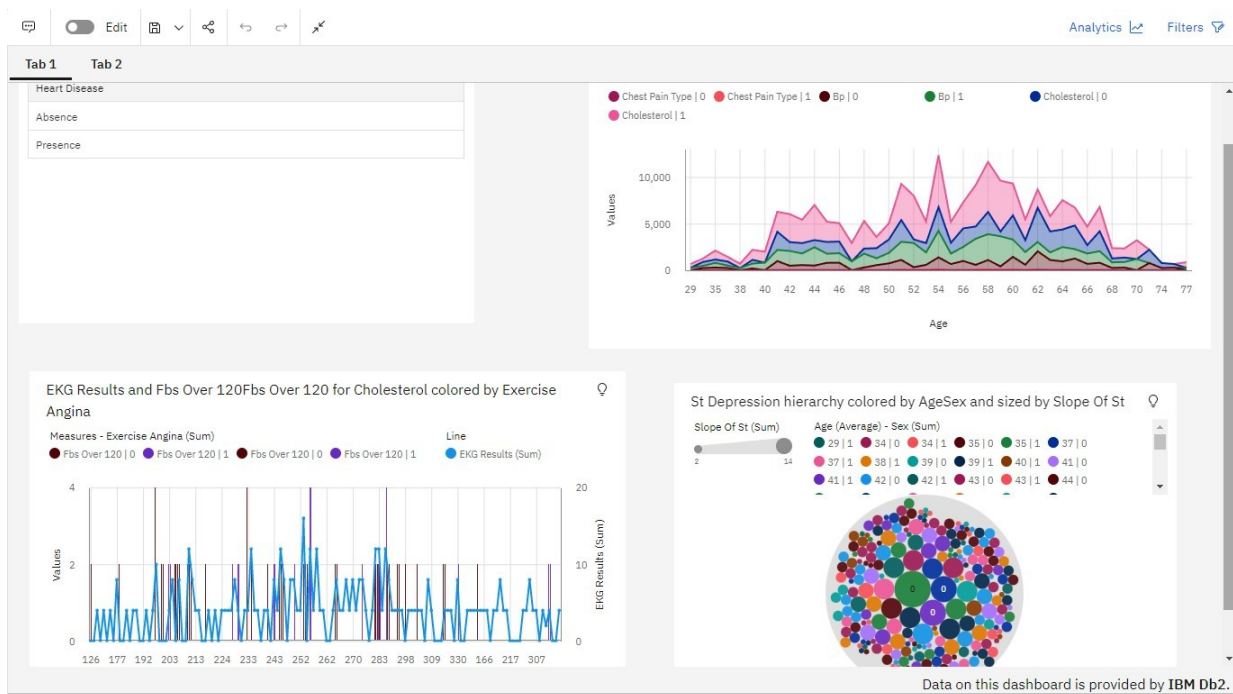 Edit
Analytics
Filters
Tab 1 Tab 2
Heart Disease
Absence
Presence
Chest Pain Type | 0 Chest Pain Type | 1 Bp | 0 Bp | 1 Cholesterol | 0
Cholesterol | 1
Values
10,000
5,000
0
29 35 38 40 42 44 46 48 50 52 54 56 58 60 62 64 66 68 70 74 77
Age
EKG Results and Fbs Over 120Fbs Over 120 for Cholesterol colored by Exercise
Angina
Measures - Exercise Angina (Sum) Line
Fbs Over 120 | 0 Fbs Over 120 | 1 Fbs Over 120 | 0 Fbs Over 120 | 1 EKG Results (Sum)
Values
4
2
0
20
10
0
EKG Results (Sum)
126 177 192 203 213 224 233 243 252 262 270 283 298 309 330 166 217 307
St Depression hierarchy colored by AgeSex and sized by Slope Of St
Slope Of St (Sum)
2 14
Age (Average) - Sex (Sum)
29 | 1 34 | 0 34 | 1 35 | 0 35 | 1 37 | 0
37 | 1 38 | 1 39 | 0 39 | 1 40 | 1 41 | 0
41 | 1 42 | 0 42 | 1 43 | 0 43 | 1 44 | 0
0 0
0
Data on this dashboard is provided by IBM Db2.